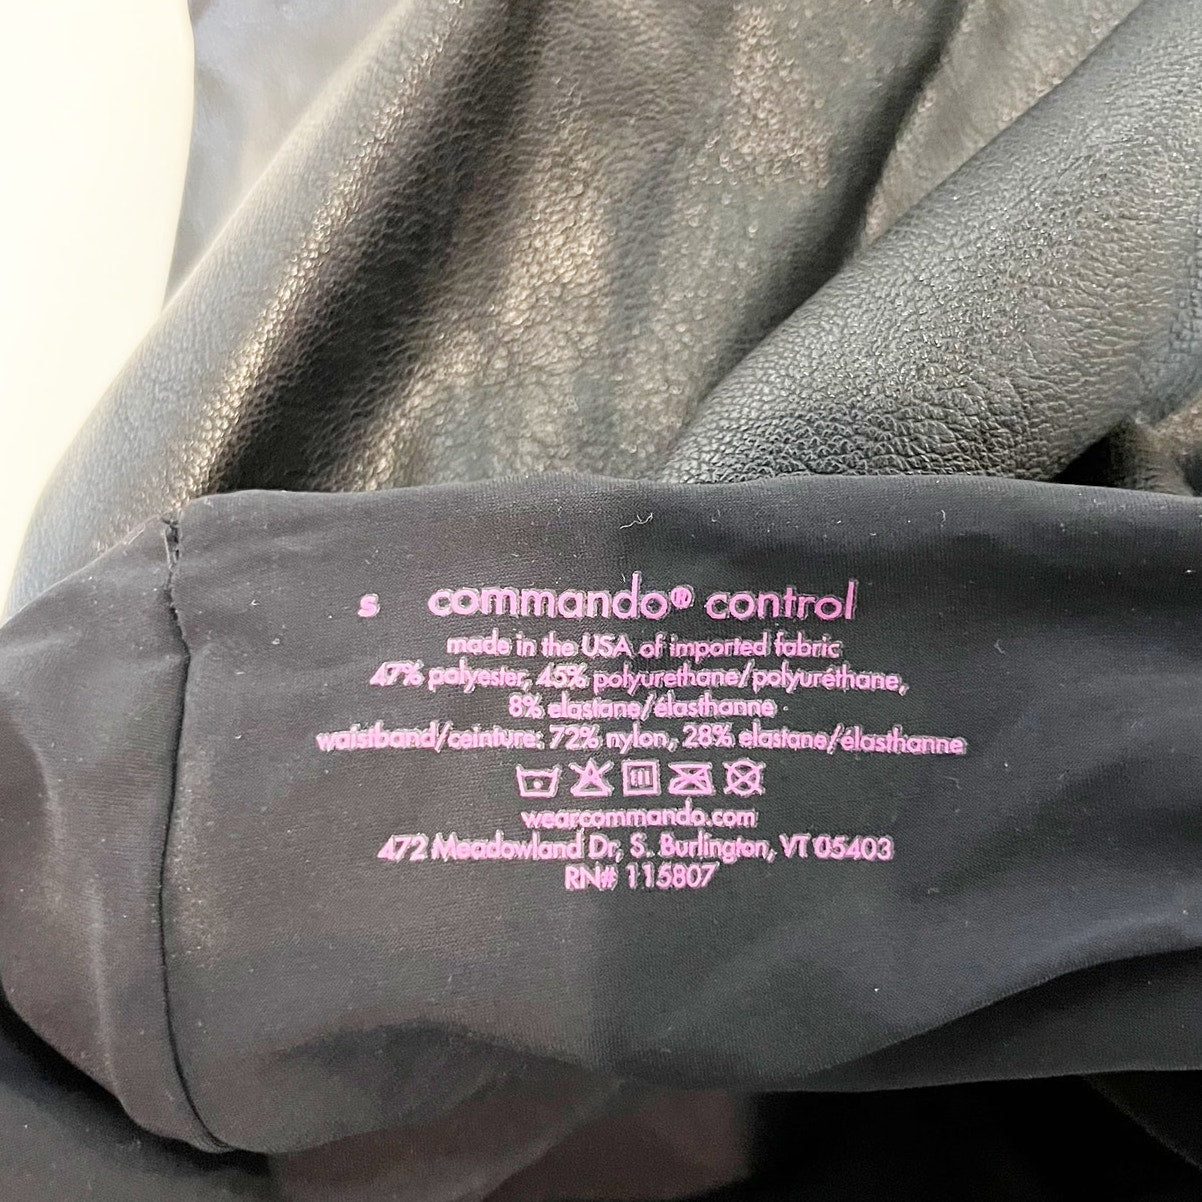 s commando® control
made in the USA of imported fabric
47% polyester, 45% polyurethane/polyuréthane,
8% elastane/élasthanne
waistband/ceinture: 72% nylon, 28% elastane/élasthanne
wearcommando.com
472 Meadowland Dr, S. Burlington, VT 05403
RN# 115807